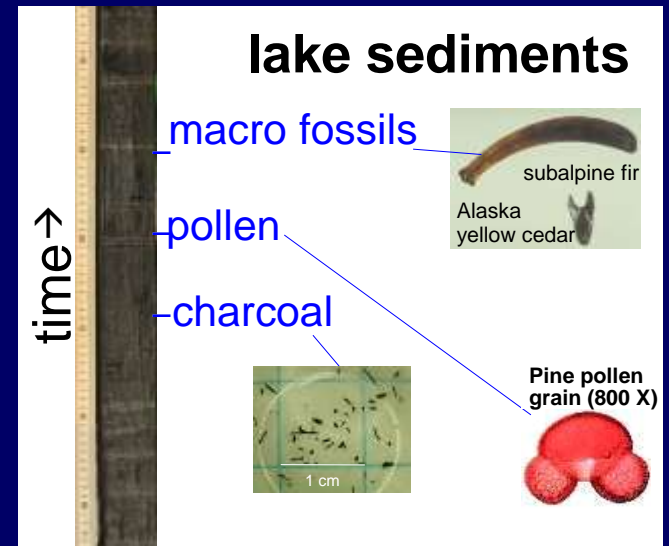 lake sediments
macro fossils
subalpine fir
Alaska
yellow cedar
pollen
time→
charcoal
Pine pollen
grain (800 X)
1 cm